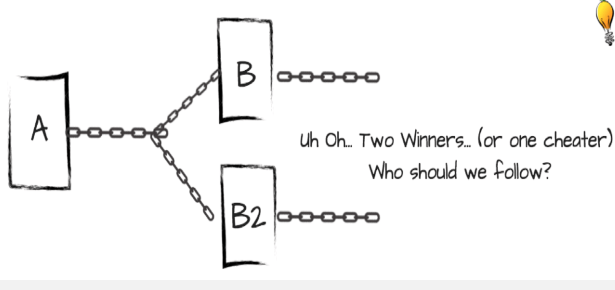 A
B
Uh Oh... Two Winners... (or one cheater)
Who should we follow?
B2